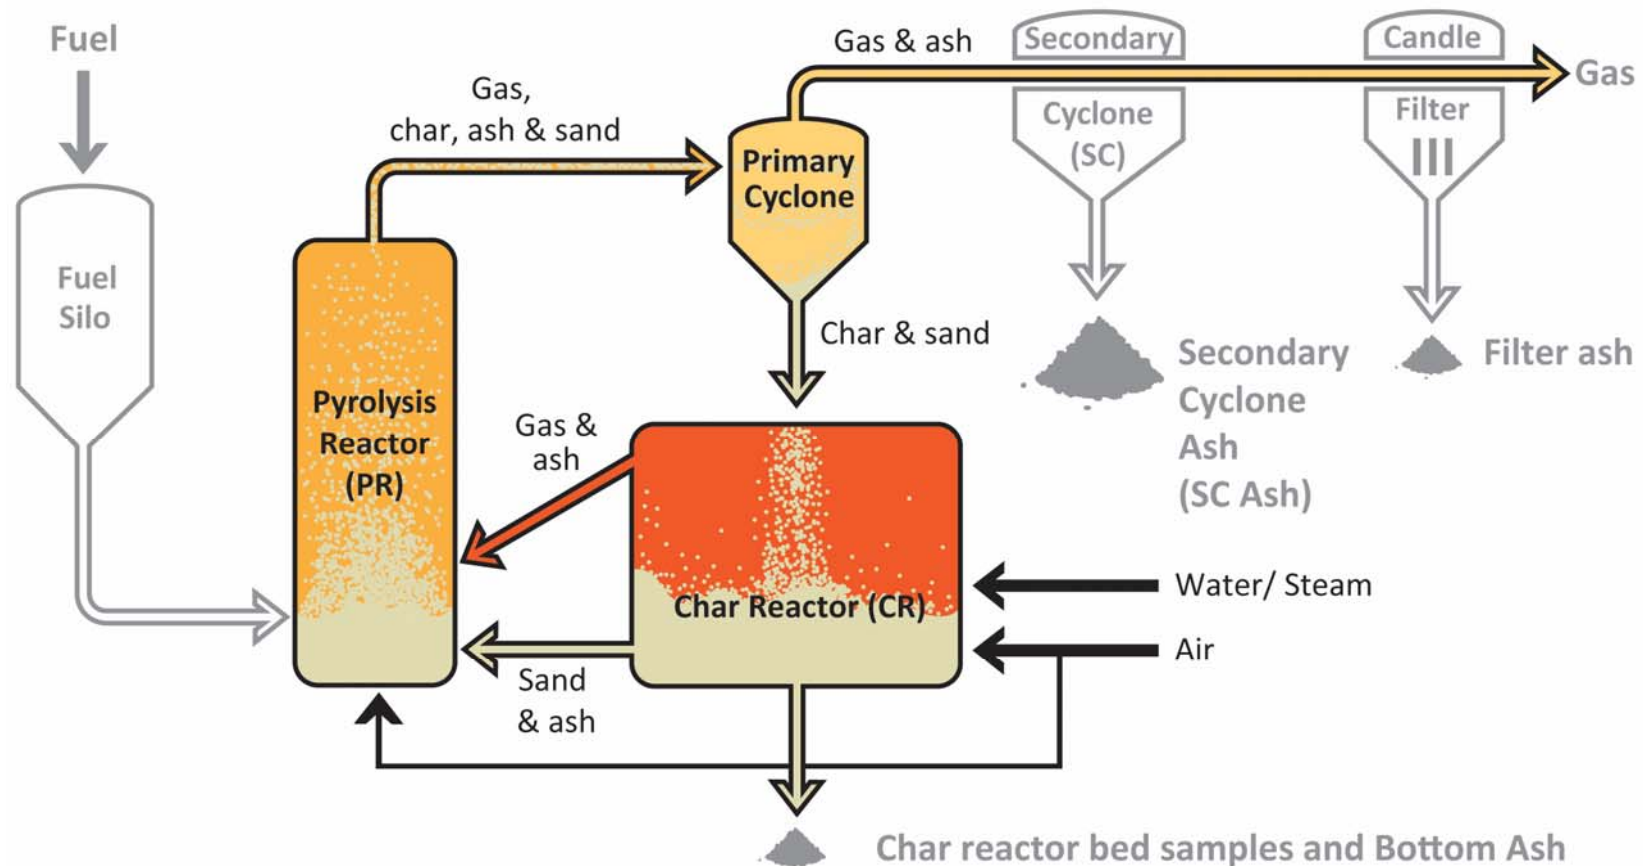 Fuel
Fuel
Silo
Gas,
char, ash & sand
Pyrolysis
Reactor
(PR)
Primary
Cyclone
Gas & ash
Secondary
Cyclone
(SC)
Candle
Filter
Gas
Char & sand
Secondary
Cyclone
Ash
(SC Ash)
Filter ash
Gas &
ash
Char Reactor (CR)
Water/ Steam
Air
Sand
& ash
Char reactor bed samples and Bottom Ash